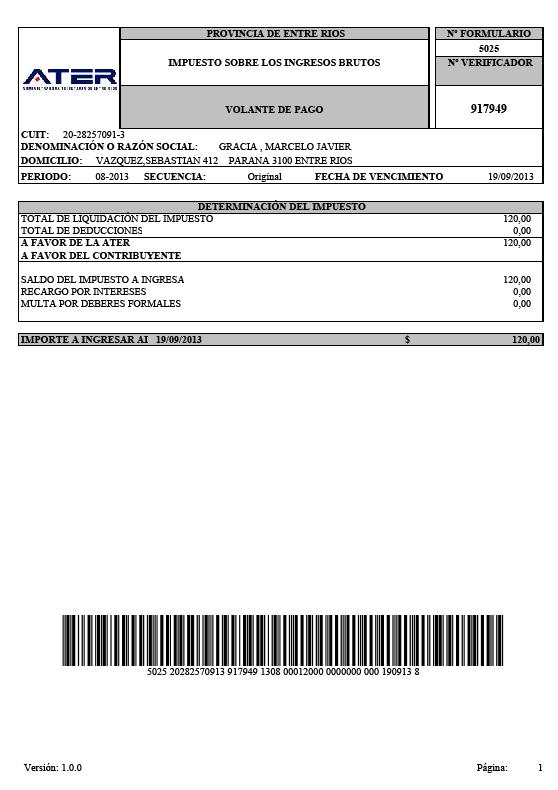 PROVINCIA DE ENTRE RIOS
Nº FORMULARIO
5025
IMPUESTO SOBRE LOS INGRESOS BRUTOS
Nº VERIFICADOR
ATER
ADMINISTRADORA TRIBUTARIA DE ENTRE RIOS
VOLANTE DE PAGO
917949
CUIT: 20-28257091-3
DENOMINACIÓN O RAZÓN SOCIAL: GRACIA , MARCELO JAVIER
DOMICILIO: VAZQUEZ,SEBASTIAN 412 PARANA 3100 ENTRE RIOS
PERIODO: 08-2013 SECUENCIA: Original FECHA DE VENCIMIENTO 19/09/2013
DETERMINACIÓN DEL IMPUESTO
TOTAL DE LIQUIDACIÓN DEL IMPUESTO 120,00
TOTAL DE DEDUCCIONES 0,00
A FAVOR DE LA ATER 120,00
A FAVOR DEL CONTRIBUYENTE
SALDO DEL IMPUESTO A INGRESA 120,00
RECARGO POR INTERESES 0,00
MULTA POR DEBERES FORMALES 0,00
IMPORTE A INGRESAR AI 19/09/2013 $ 120,00
5025 20282570913 917949 1308 00012000 0000000 000 190913 8
Versión: 1.0.0 Página: 1